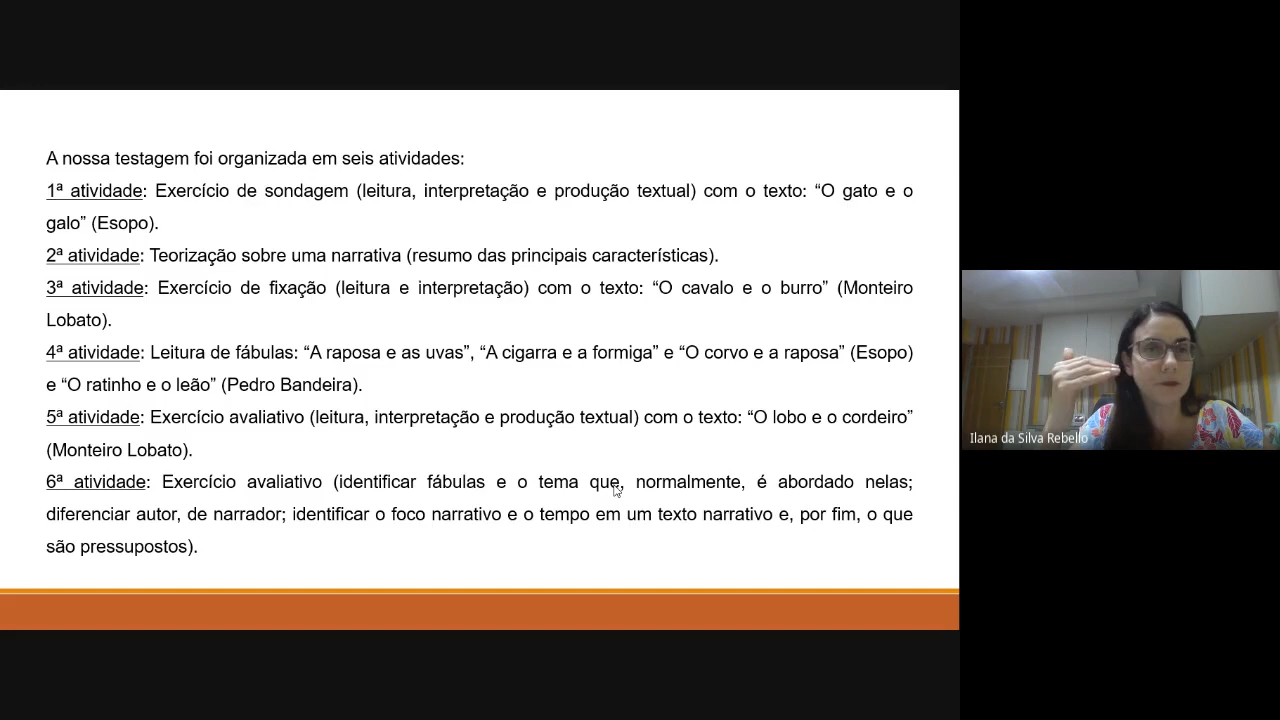 A nossa testagem foi organizada em seis atividades:
1ª atividade: Exercício de sondagem (leitura, interpretação e produção textual) com o texto: “O gato e o
galo” (Esopo).
2ª atividade: Teorização sobre uma narrativa (resumo das principais características).
3ª atividade: Exercício de fixação (leitura e interpretação) com o texto: “O cavalo e o burro” (Monteiro
Lobato).
4ª atividade: Leitura de fábulas: “A raposa e as uvas”, “A cigarra e a formiga” e “O corvo e a raposa” (Esopo)
e “O ratinho e o leão” (Pedro Bandeira).
5ª atividade: Exercício avaliativo (leitura, interpretação e produção textual) com o texto: “O lobo e o cordeiro”
(Monteiro Lobato).
6ª atividade: Exercício avaliativo (identificar fábulas e o tema que, normalmente, é abordado nelas;
diferenciar autor, de narrador; identificar o foco narrativo e o tempo em um texto narrativo e, por fim, o que
são pressupostos).
Ilana da Silva Rebello